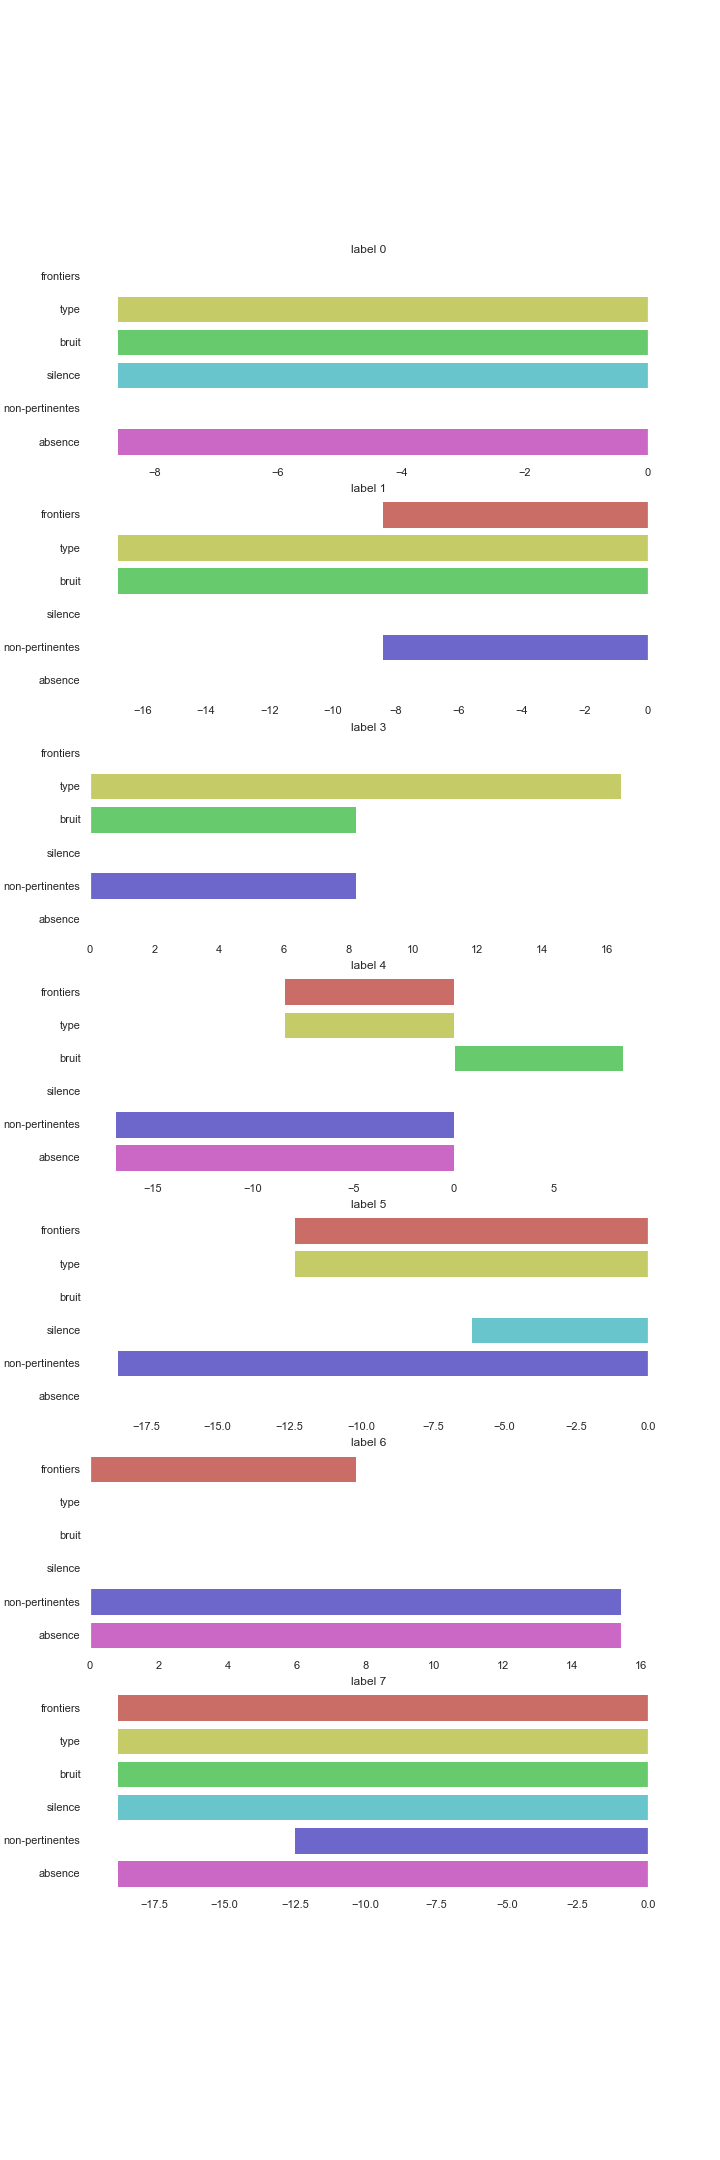 label 0
frontiers
type
bruit
silence
non-pertinentes
absence
−8 −6 −4 −2 0
label 1
frontiers
type
bruit
silence
non-pertinentes
absence
−16 −14 −12 −10 −8 −6 −4 −2 0
label 3
frontiers
type
bruit
silence
non-pertinentes
absence
0 2 4 6 8 10 12 14 16
label 4
frontiers
type
bruit
silence
non-pertinentes
absence
−15 −10 −5 0 5
label 5
frontiers
type
bruit
silence
non-pertinentes
absence
−17.5 −15.0 −12.5 −10.0 −7.5 −5.0 −2.5 0.0
label 6
frontiers
type
bruit
silence
non-pertinentes
absence
0 2 4 6 8 10 12 14 16
label 7
frontiers
type
bruit
silence
non-pertinentes
absence
−17.5 −15.0 −12.5 −10.0 −7.5 −5.0 −2.5 0.0